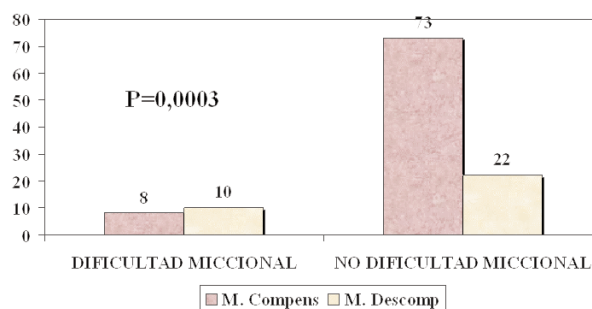 80
70
60
50
40
30
20
10
0
P=0,0003
8
10
73
22
DIFICULTAD MICCIONAL
NO DIFICULTAD MICCIONAL
M. Compens
M. Descomp